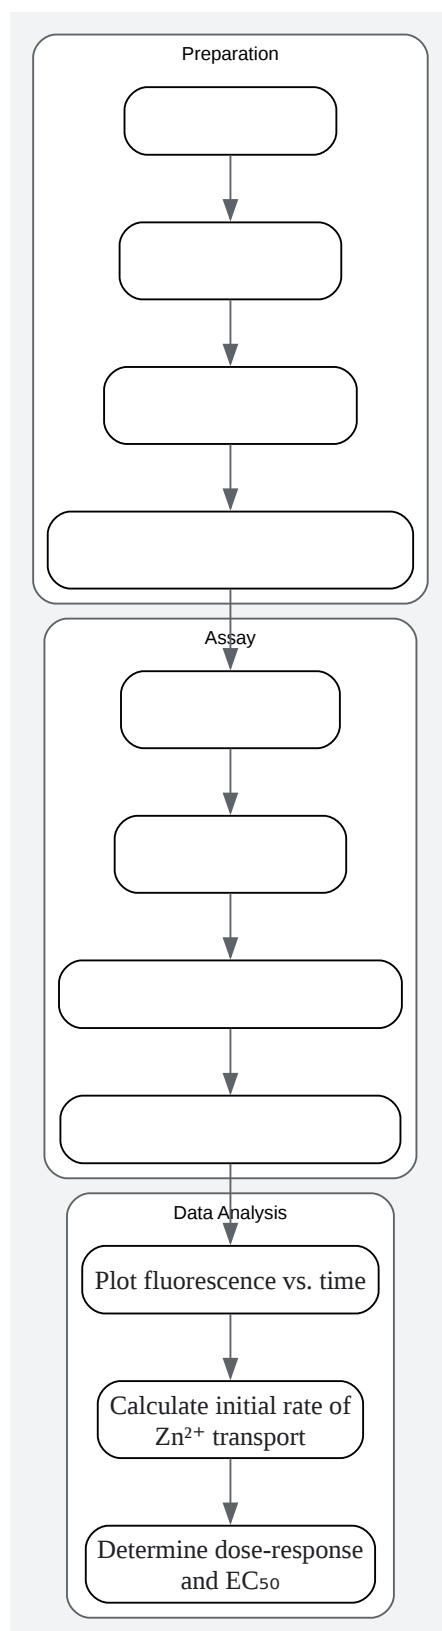 Preparation
Assay
Data Analysis
Plot fluorescence vs. time
Calculate initial rate of
Zn²⁺ transport
Determine dose-response
and EC₅₀